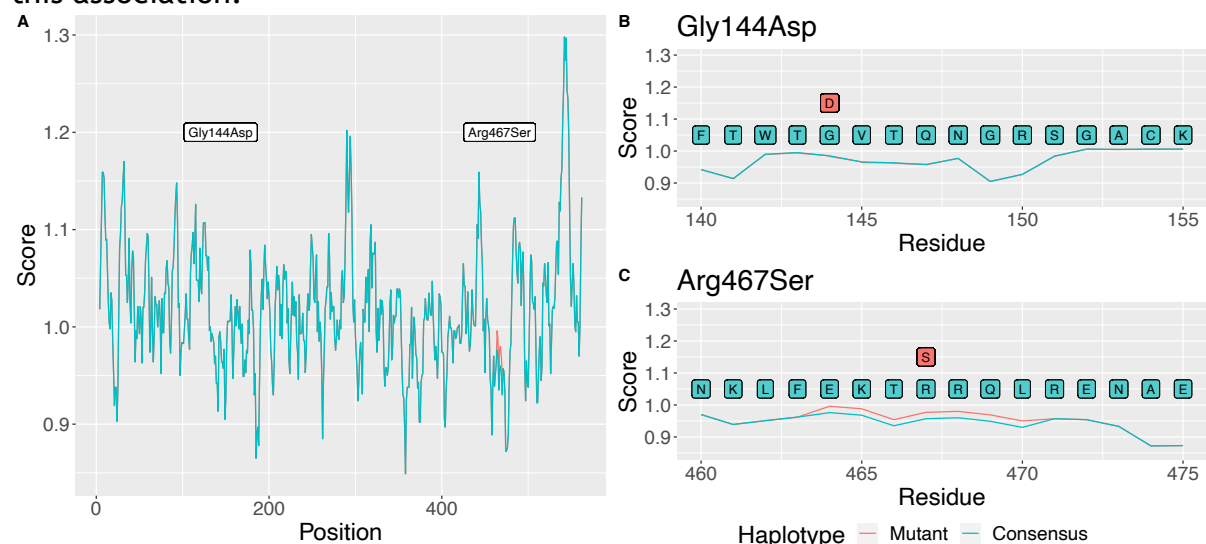 this association.
A
1.3
1.2
1.1
1.0
0.9
Score
Gly144Asp
Arg467Ser
0 200 400
Position
B Gly144Asp
1.3
1.2
1.1
1.0
0.9
Score
D
F T W T G V T Q N G R S G A C K
140 145 150 155
Residue
C Arg467Ser
1.3
1.2
1.1
1.0
0.9
Score
S
N K L F E K T R R Q L R E N A E
460 465 470 475
Residue
Haplotype Mutant Consensus